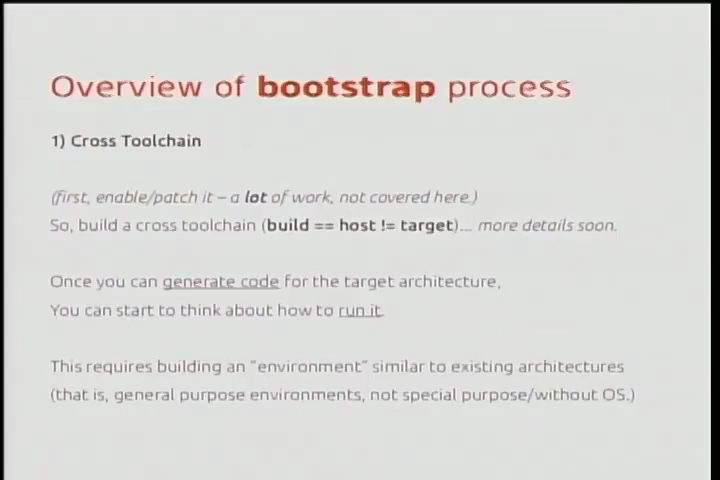 Overview of bootstrap process
1) Cross Toolchain
(first, enable/patch it – a lot of work, not covered here.)
So, build a cross toolchain (build == host != target)... more details soon.
Once you can generate code for the target architecture,
You can start to think about how to run it.
This requires building an "environment" similar to existing architectures
(that is, general purpose environments, not special purpose/without OS.)